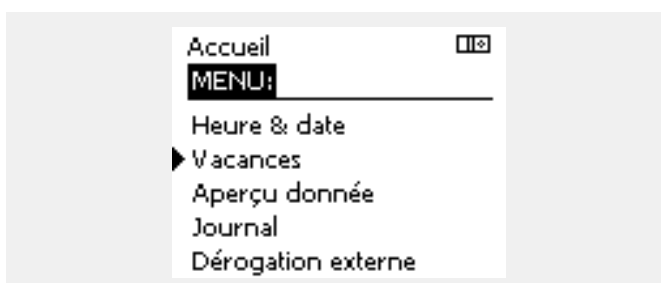 Accueil
MENU:
Heure & date
Vacances
Aperçu donnée
Journal
Dérogation externe